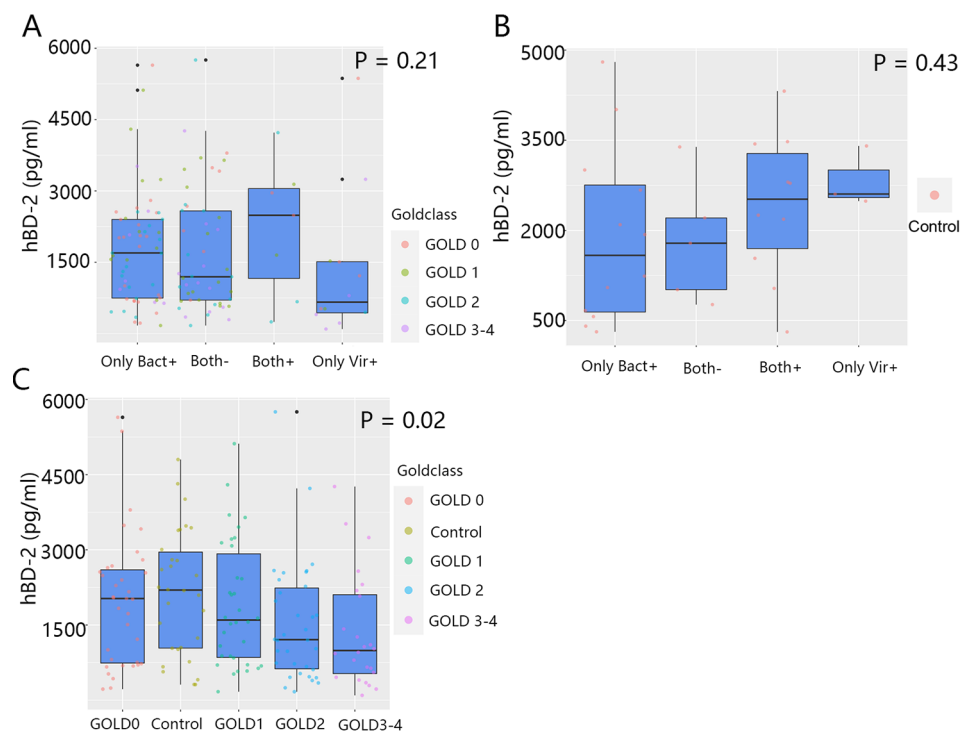 A
6000
4500
3000
1500
hBD-2 (pg/ml)
P = 0.21
Only Bact+
Both-
Both+
Only Vir+
Goldclass
GOLD 0
GOLD 1
GOLD 2
GOLD 3-4
B
5000
3500
2000
500
hBD-2 (pg/ml)
P = 0.43
Only Bact+
Both-
Both+
Only Vir+
Control
C
6000
4500
3000
1500
hBD-2 (pg/ml)
P = 0.02
GOLD0
Control
GOLD1
GOLD2
GOLD3-4
Goldclass
GOLD 0
Control
GOLD 1
GOLD 2
GOLD 3-4